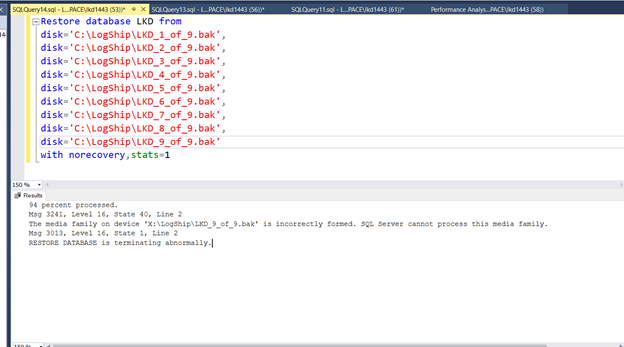 SQLQuery14.sql - L...PACE\lkd1443 (53))* SQLQuery13.sql - L...PACE\lkd1443 (56))* SQLQuery11.sql - L...PACE\lkd1443 (61))* Performance Analys...PACE\lkd1443 (58))
Restore database LKD from
disk='C:\LogShip\LKD_1_of_9.bak',
disk='C:\LogShip\LKD_2_of_9.bak',
disk='C:\LogShip\LKD_3_of_9.bak',
disk='C:\LogShip\LKD_4_of_9.bak',
disk='C:\LogShip\LKD_5_of_9.bak',
disk='C:\LogShip\LKD_6_of_9.bak',
disk='C:\LogShip\LKD_7_of_9.bak',
disk='C:\LogShip\LKD_8_of_9.bak',
disk='C:\LogShip\LKD_9_of_9.bak'
with norecovery,stats=1
150 %
Results
94 percent processed.
Msg 3241, Level 16, State 40, Line 2
The media family on device 'X:\LogShip\LKD_9_of_9.bak' is incorrectly formed. SQL Server cannot process this media family.
Msg 3013, Level 16, State 1, Line 2
RESTORE DATABASE is terminating abnormally.
150 %